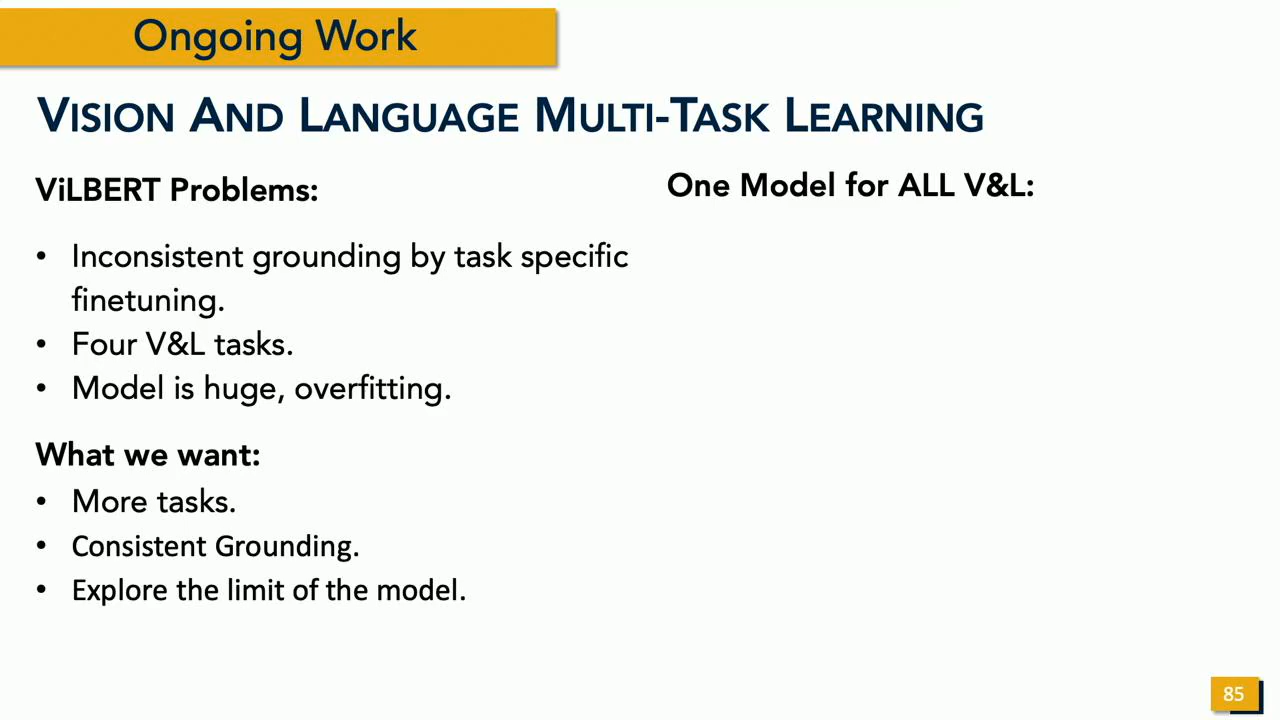 Ongoing Work
VISION AND LANGUAGE MULTI-TASK LEARNING
ViLBERT Problems:
• Inconsistent grounding by task specific
finetuning.
• Four V&L tasks.
• Model is huge, overfitting.
What we want:
• More tasks.
• Consistent Grounding.
• Explore the limit of the model.
One Model for ALL V&L:
85